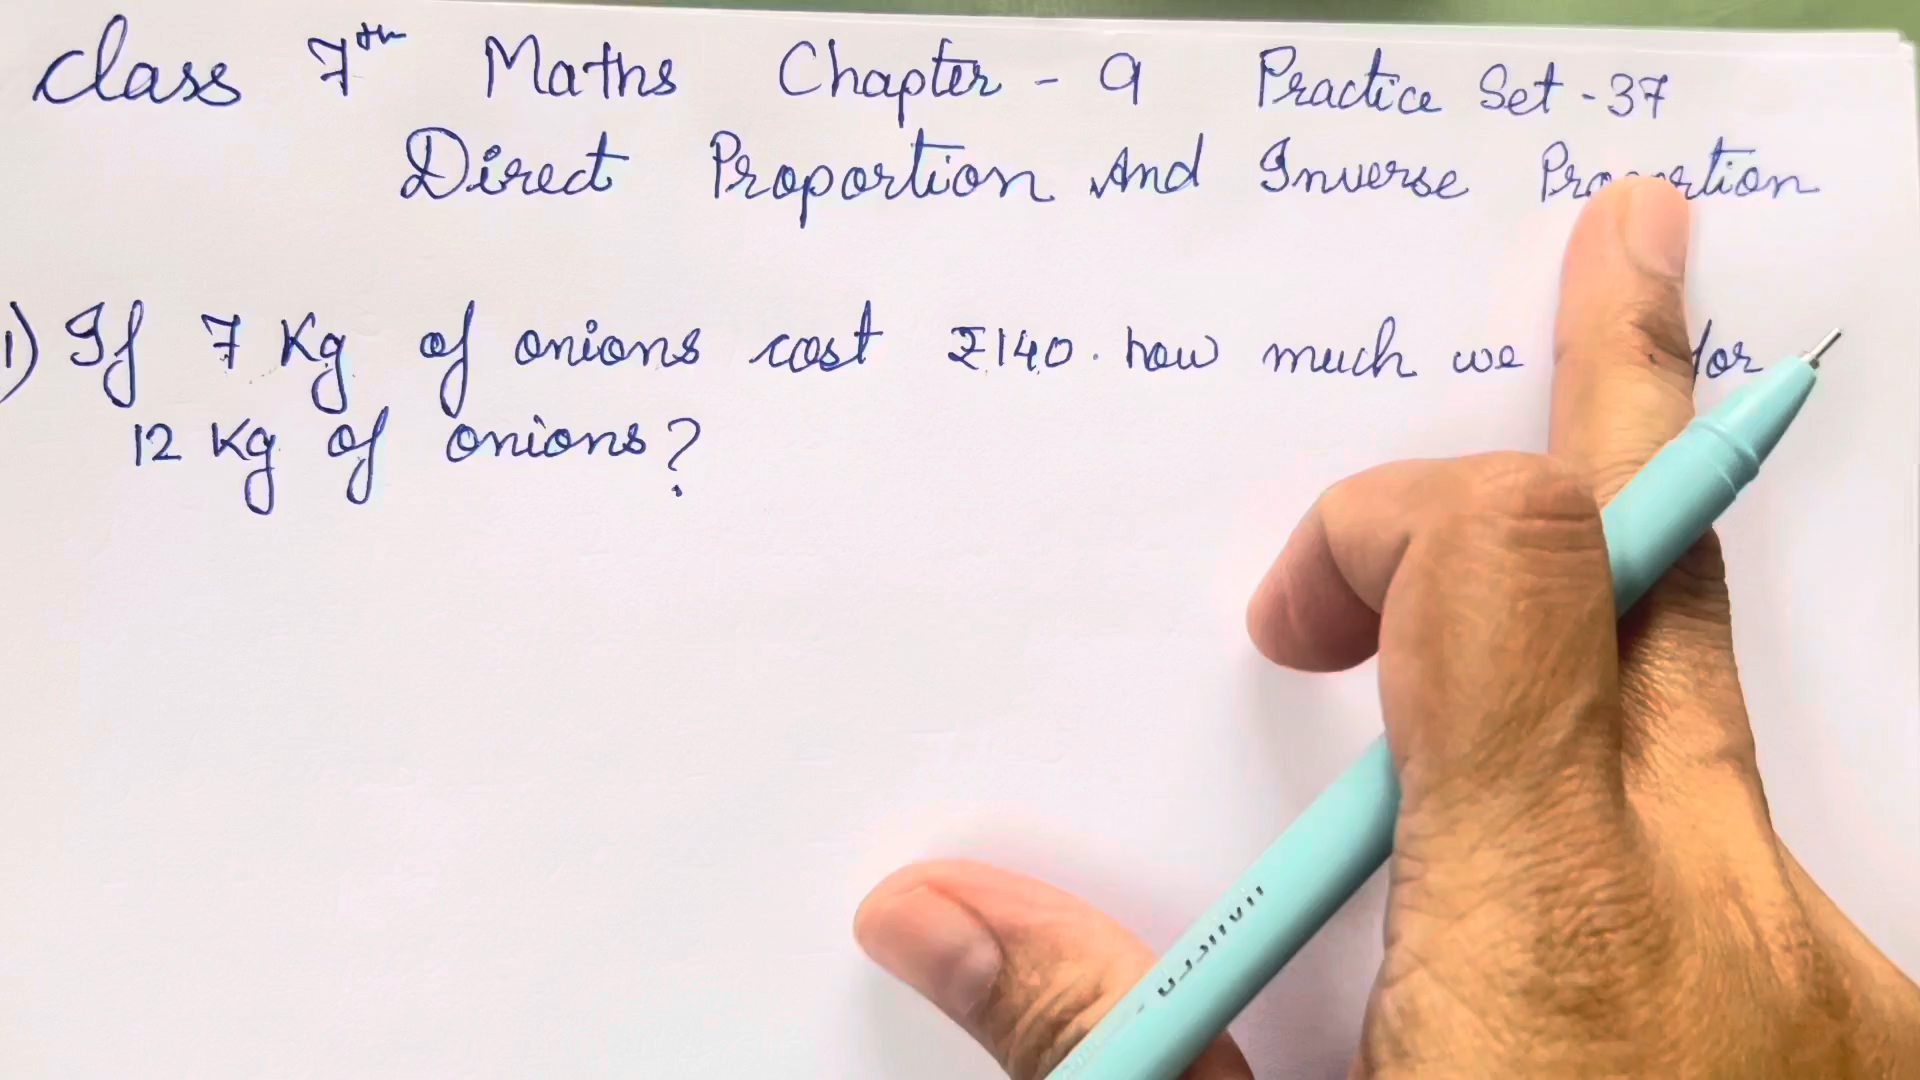 Class 7th Maths Chapter - 9 Practice Set - 37
Direct Proportion And Inverse Proportion
1) If 7 Kg of onions cost ₹140. how much we for
12 Kg of onions?